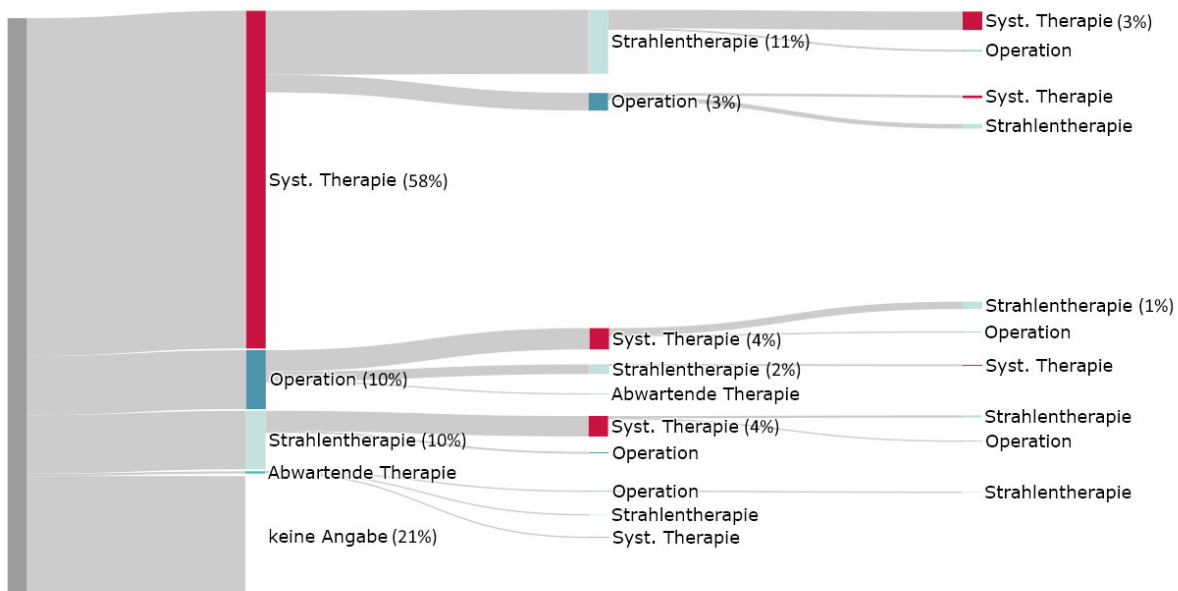 Syst. Therapie (58%)
Operation (10%)
Strahlentherapie (10%)
Abwartende Therapie
keine Angabe (21%)
Strahlentherapie (11%)
Operation (3%)
Syst. Therapie (4%)
Strahlentherapie (2%)
Abwartende Therapie
Syst. Therapie (4%)
Operation
Operation
Strahlentherapie
Syst. Therapie
Syst. Therapie (3%)
Operation
Syst. Therapie
Strahlentherapie
Strahlentherapie (1%)
Operation
Syst. Therapie
Strahlentherapie
Operation
Strahlentherapie